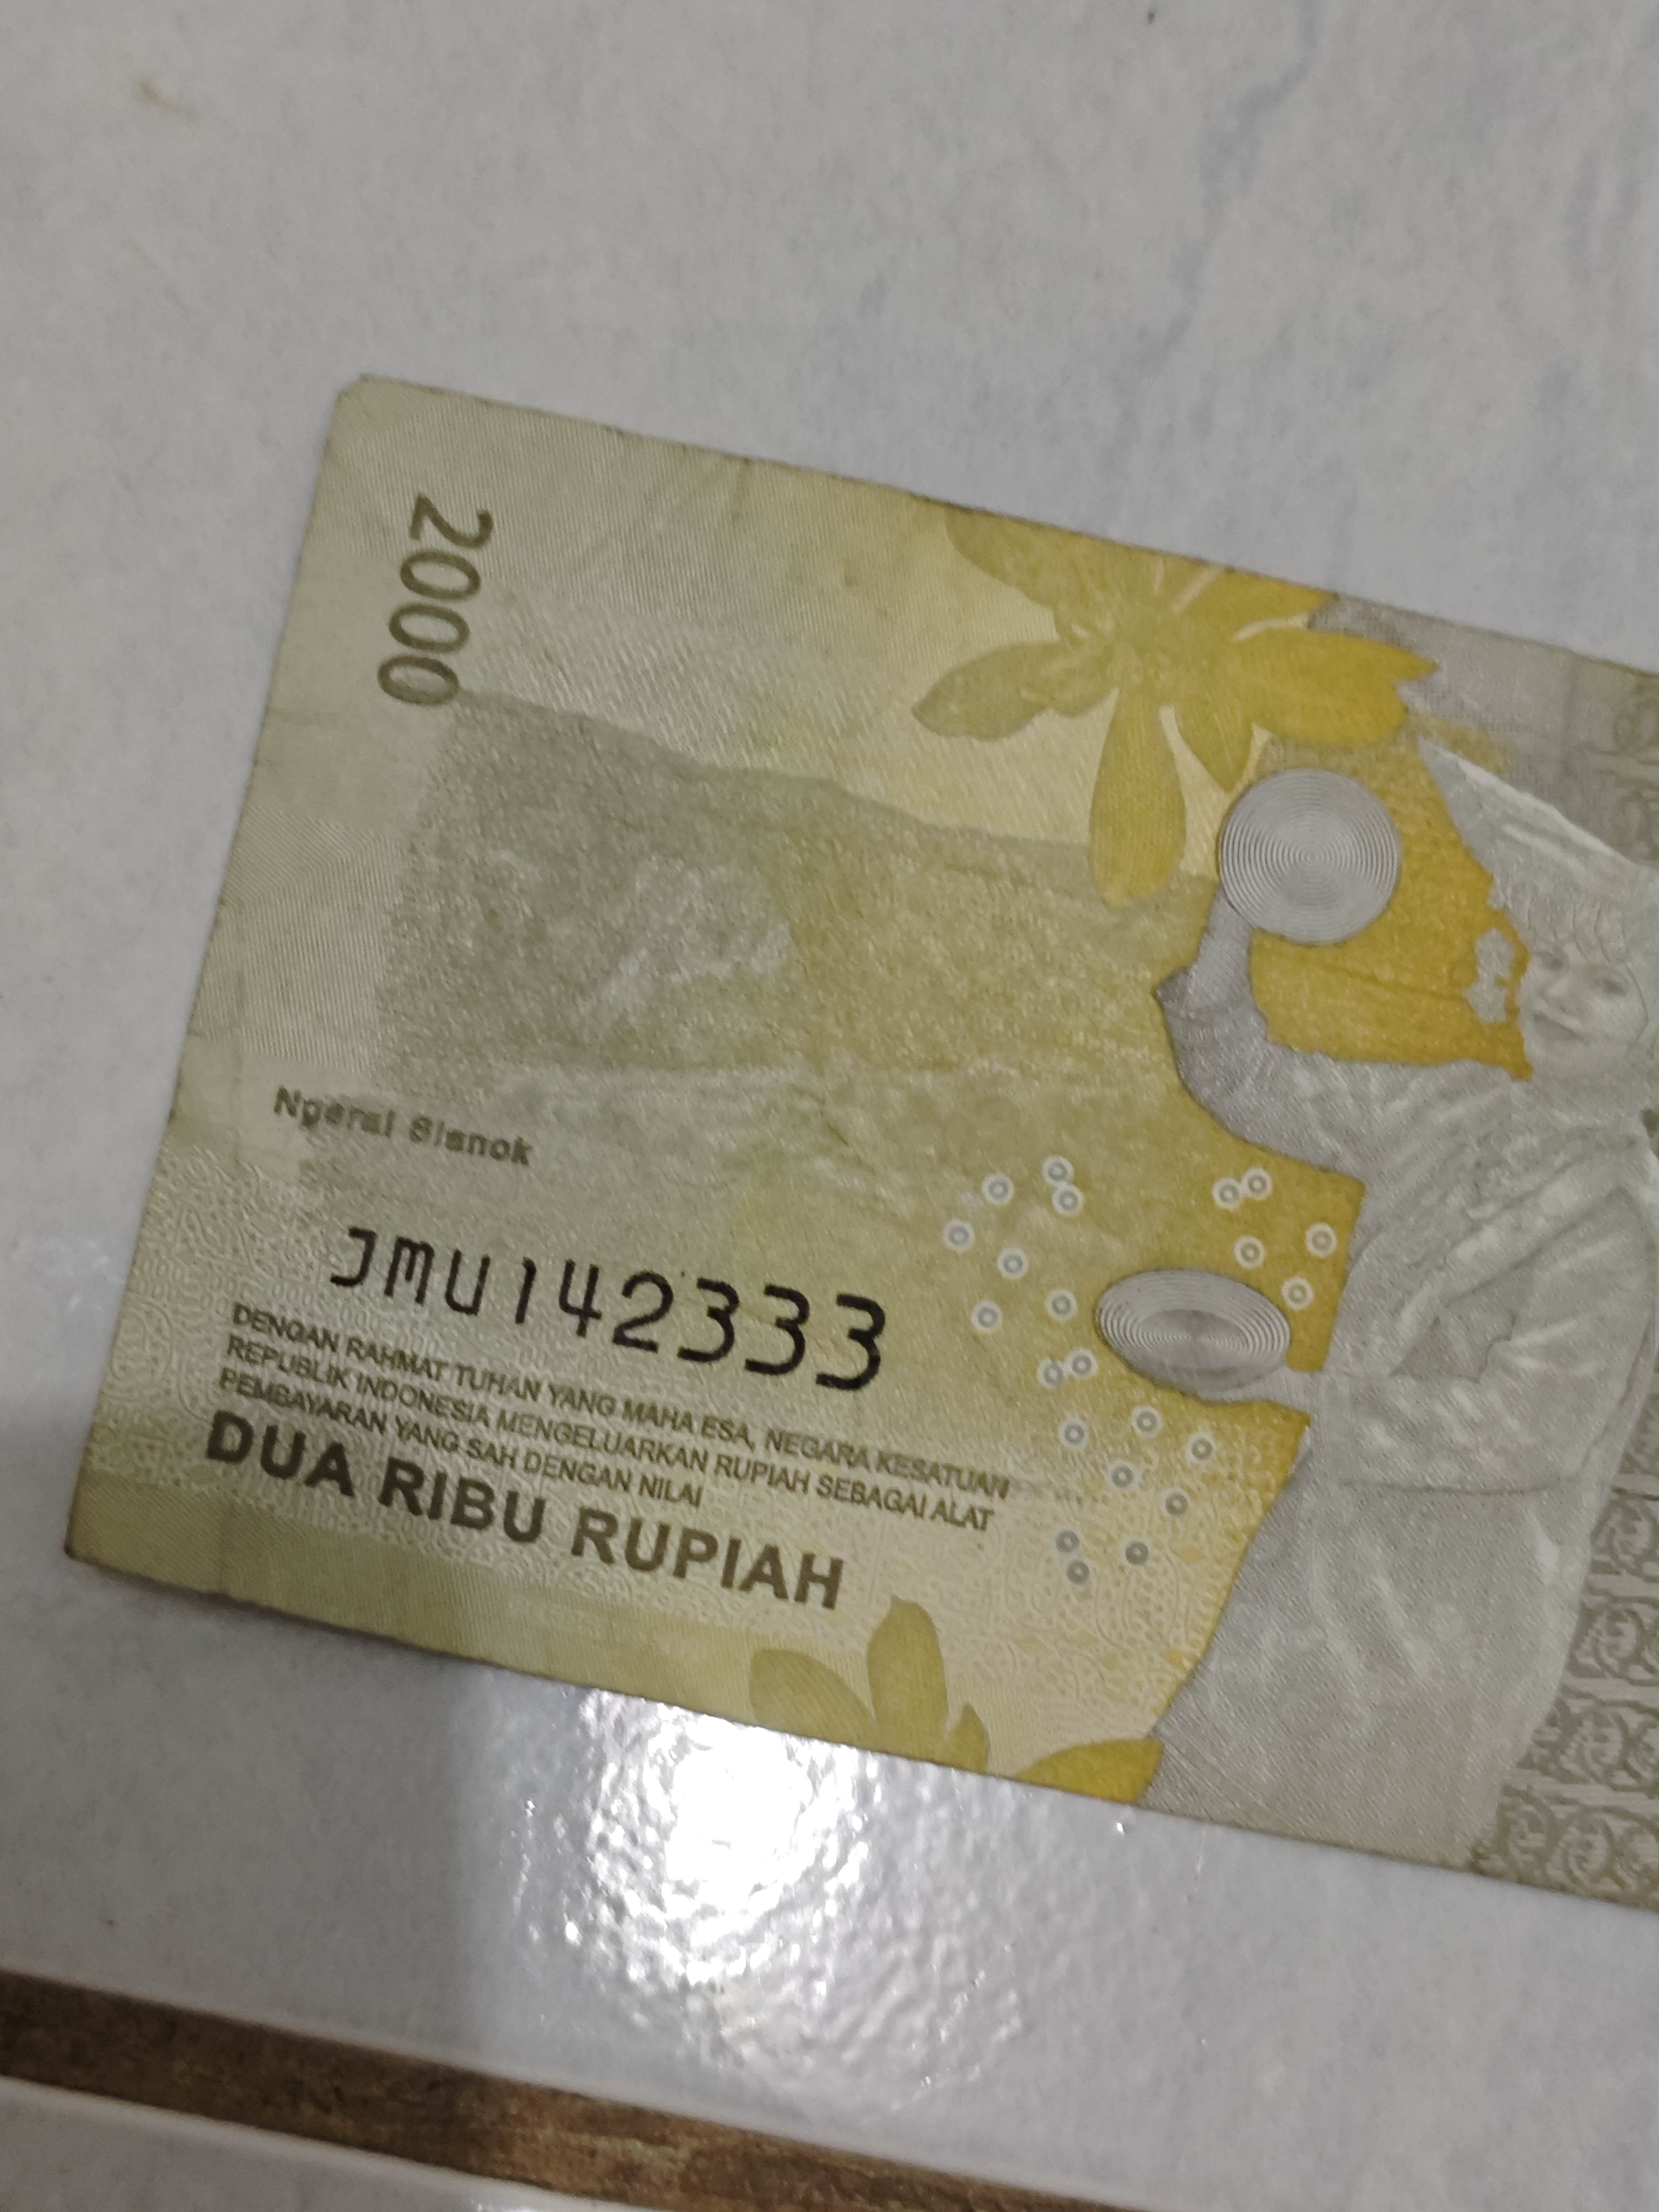 2000
Ngarai Sianok
JMU142333
DENGAN RAHMAT TUHAN YANG MAHA ESA, NEGARA KESATUAN
REPUBLIK INDONESIA MENGELUARKAN RUPIAH SEBAGAI ALAT
PEMBAYARAN YANG SAH DENGAN NILAI
DUA RIBU RUPIAH